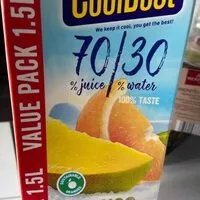 CoolBest
We keep it cool, you get the best!
70/30
% juice % water
100% TASTE
VALUE PACK 1.5L
1.5L